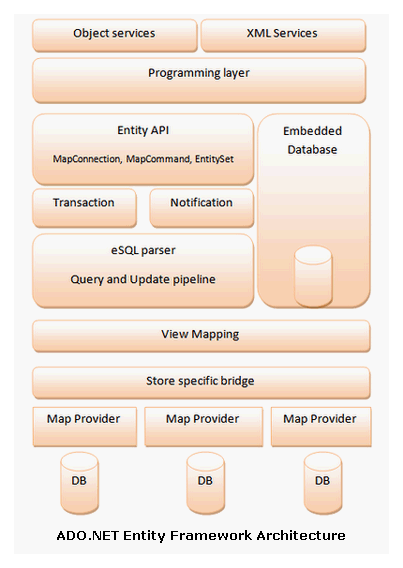 Object services
XML Services
Programming layer
Entity API
MapConnection, MapCommand, EntitySet
Embedded
Database
Transaction
Notification
eSQL parser
Query and Update pipeline
View Mapping
Store specific bridge
Map Provider
Map Provider
Map Provider
DB
DB
DB
ADO.NET Entity Framework Architecture